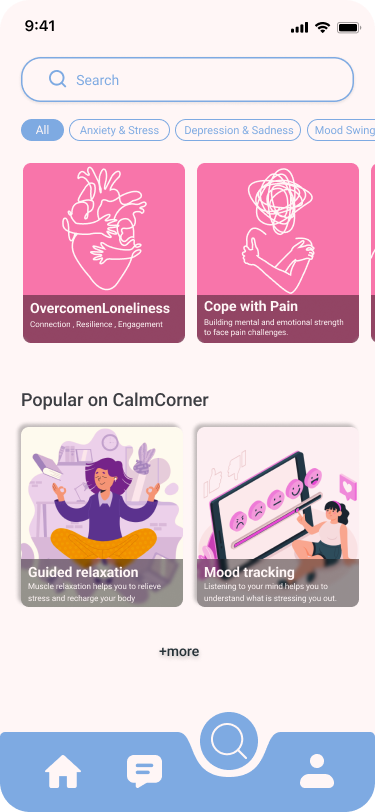 9:41
Search
All
Anxiety & Stress
Depression & Sadness
Mood Swing
OvercomenLoneliness
Connection , Resilience , Engagement
Cope with Pain
Building mental and emotional strength
to face pain challenges.
Popular on CalmCorner
Guided relaxation
Muscle relaxation helps you to relieve
stress and recharge your body
Mood tracking
Listening to your mind helps you to
understand what is stressing you out.
+more